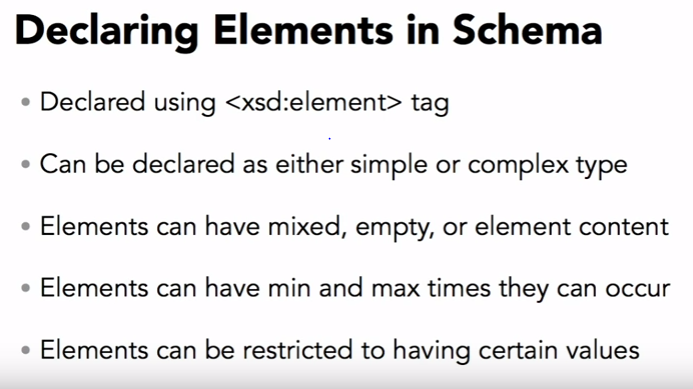 Declaring Elements in Schema
• Declared using <xsd:element> tag
• Can be declared as either simple or complex type
• Elements can have mixed, empty, or element content
• Elements can have min and max times they can occur
• Elements can be restricted to having certain values